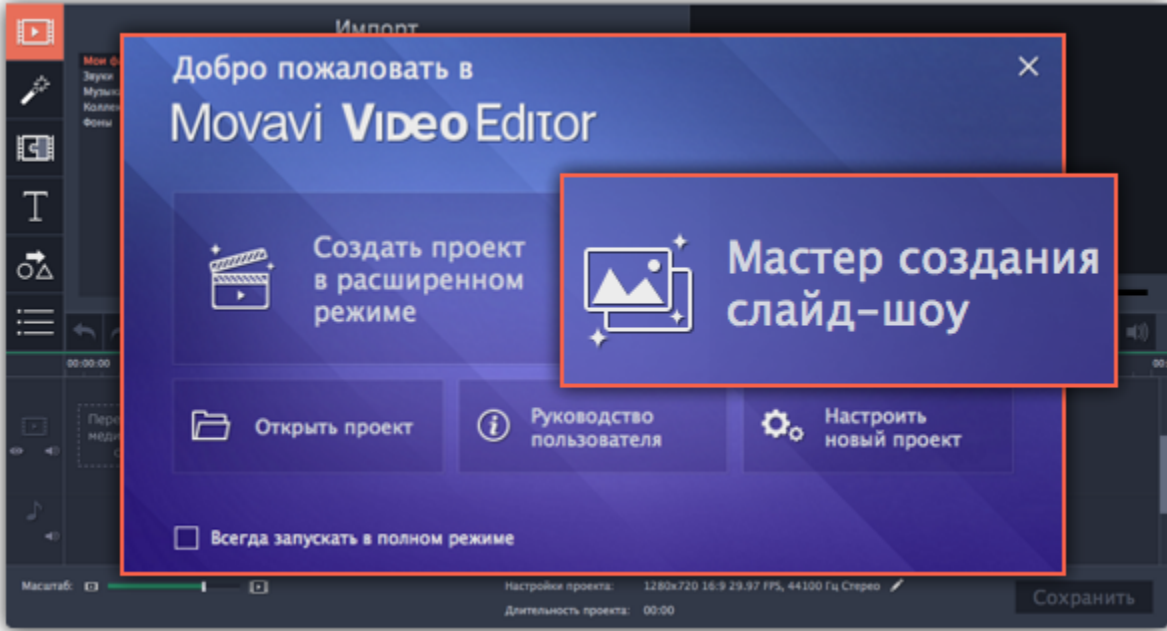 Импорт
Мои
Звуки
Фоны
Добро пожаловать в
Movavi Video Editor
Создать проект
в расширенном
режиме
Мастер создания
слайд-шоу
Открыть проект
Руководство
пользователя
Настроить
новый проект
Всегда запускать в полном режиме
00:00:00
Масштаб:
Настройки проекта: 1280x720 16:9 29.97 FPS, 44100 Гц Стерео
Длительность проекта: 00:00
Сохранить